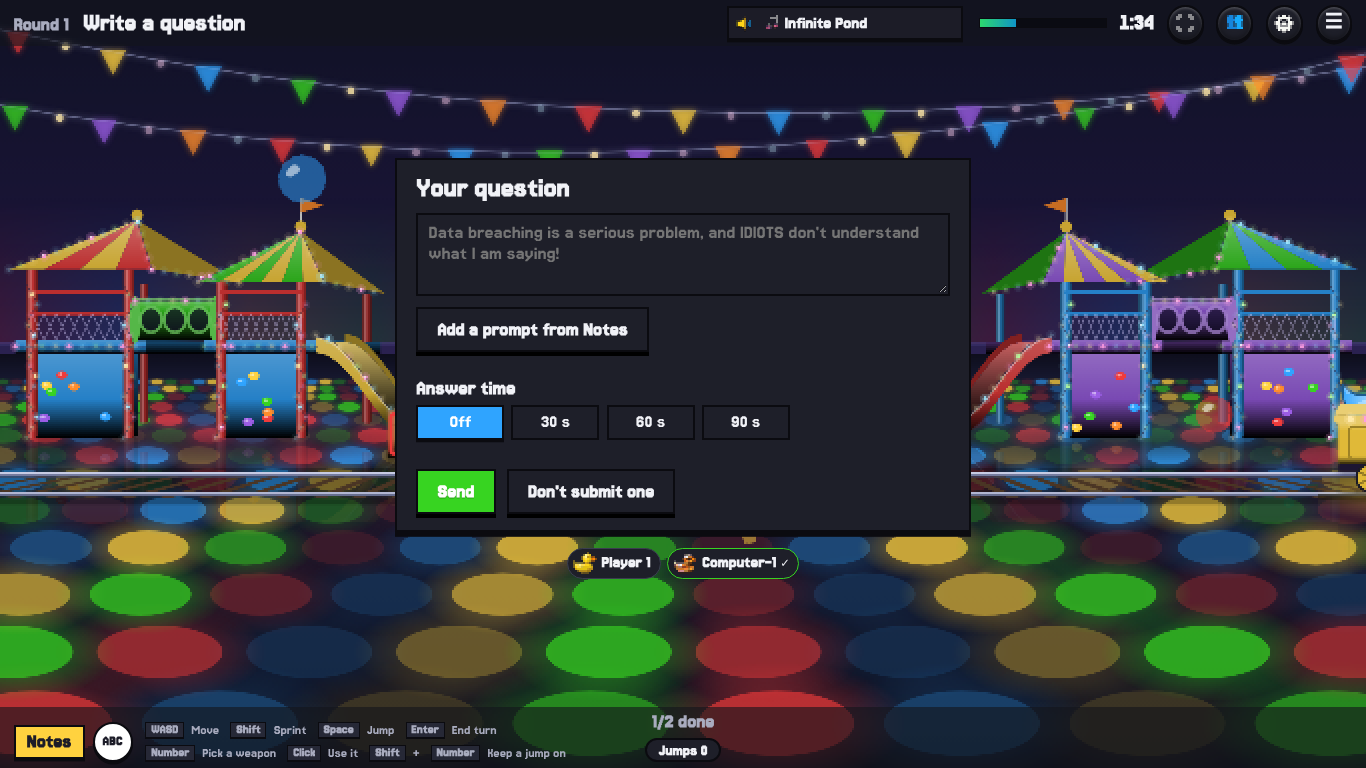 Round 1 Write a question
Infinite Pond
1:34
Your question
Data breaching is a serious problem, and IDIOTS don't understand
what I am saying!
Add a prompt from Notes
Answer time
Off 30 s 60 s 90 s
Send Don't submit one
Player 1 Computer-1 ✓
1/2 done
Notes ABC
WASD Move Shift Sprint Space Jump Enter End turn
Number Pick a weapon Click Use it Shift + Number Keep a jump on
Jumps 0